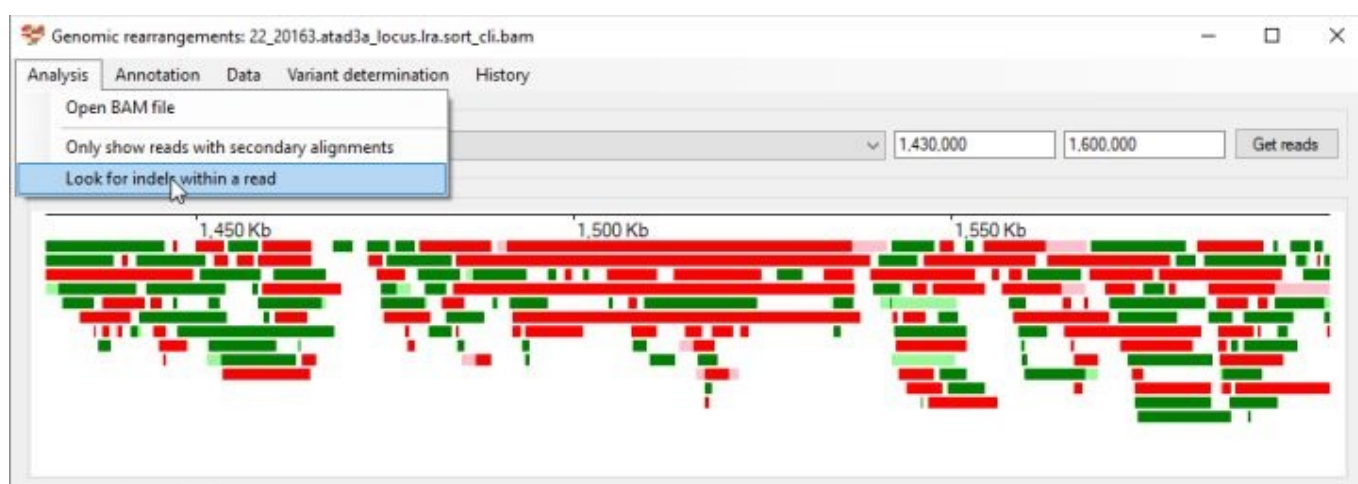 Genomic rearrangements: 22_20163.atad3a_locus.lra.sort_cli.bam
Analysis Annotation Data Variant determination History
Open BAM file
Only show reads with secondary alignments
1,430,000 1,600,000 Get reads
Look for indels within a read
1,450 Kb 1,500 Kb 1,550 Kb